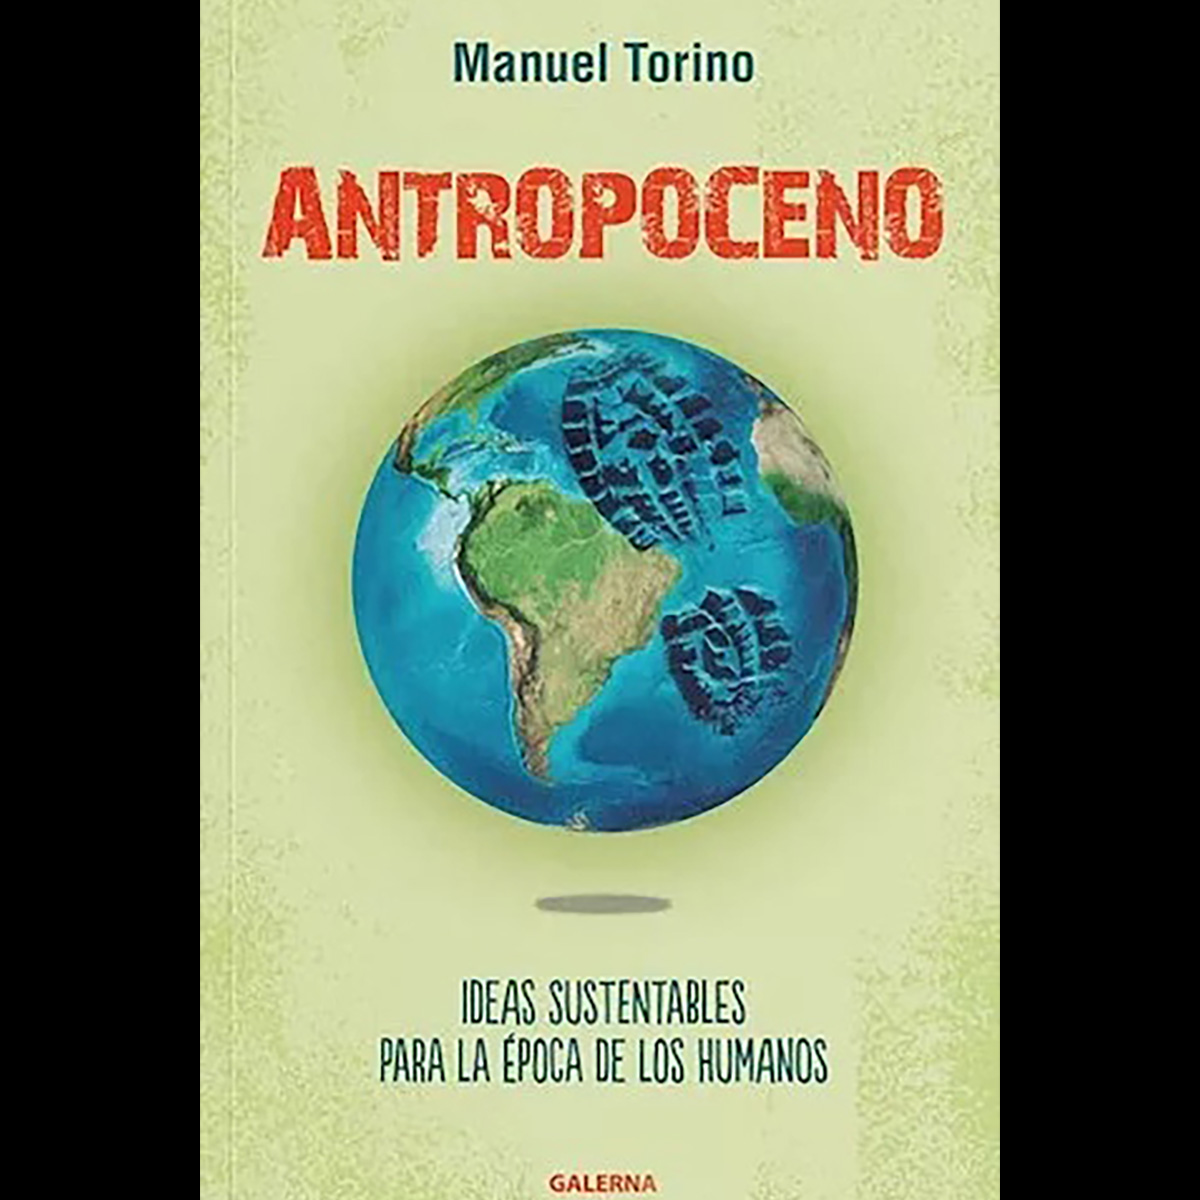 Manuel Torino
ANTROPOCENO
IDEAS SUSTENTABLES
PARA LA ÉPOCA DE LOS HUMANOS
GALERNA